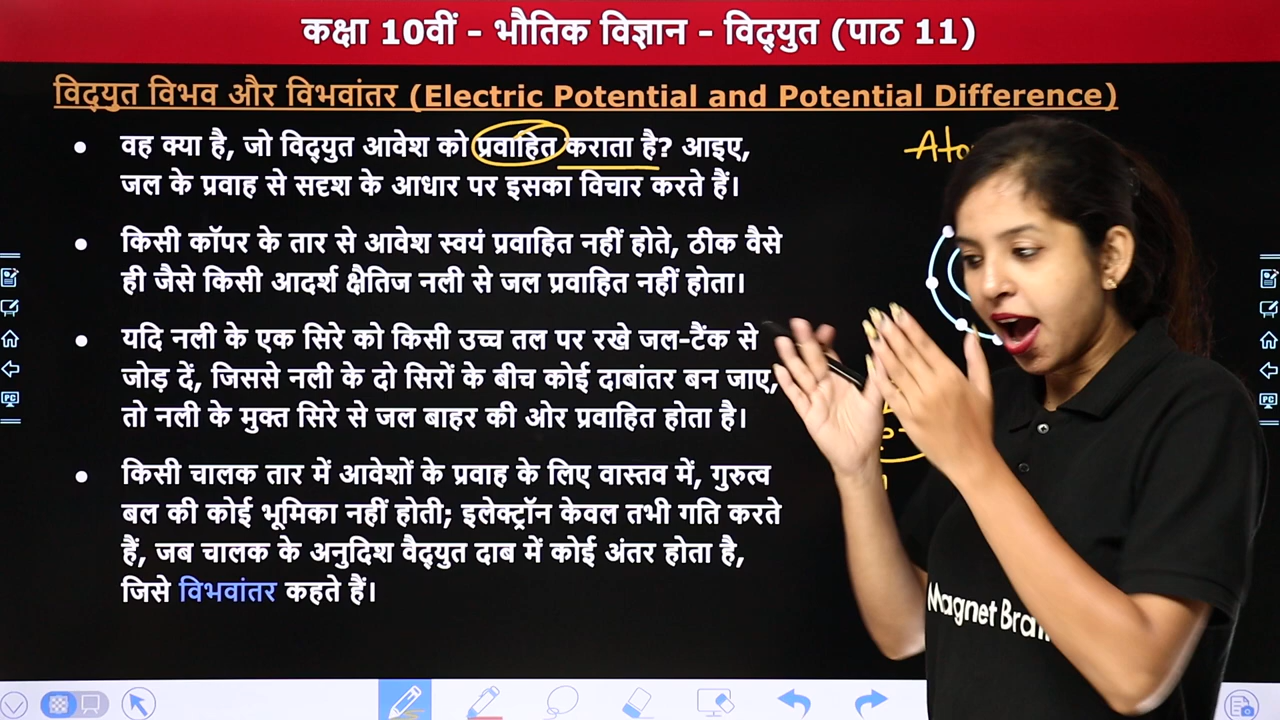 कक्षा 10वीं - भौतिक विज्ञान - विद्युत (पाठ 11)
विद्युत विभव और विभवांतर (Electric Potential and Potential Difference)
• वह क्या है, जो विद्युत आवेश को प्रवाहित कराता है? आइए,
जल के प्रवाह से सदृश के आधार पर इसका विचार करते हैं।
• किसी कॉपर के तार से आवेश स्वयं प्रवाहित नहीं होते, ठीक वैसे
ही जैसे किसी आदर्श क्षैतिज नली से जल प्रवाहित नहीं होता।
• यदि नली के एक सिरे को किसी उच्च तल पर रखे जल-टैंक से
जोड़ दें, जिससे नली के दो सिरों के बीच कोई दाबांतर बन जाए,
तो नली के मुक्त सिरे से जल बाहर की ओर प्रवाहित होता है।
• किसी चालक तार में आवेशों के प्रवाह के लिए वास्तव में, गुरुत्व
बल की कोई भूमिका नहीं होती; इलेक्ट्रॉन केवल तभी गति करते
हैं, जब चालक के अनुदिश वैद्युत दाब में कोई अंतर होता है,
जिसे विभवांतर कहते हैं।
Magnet
PC
PC